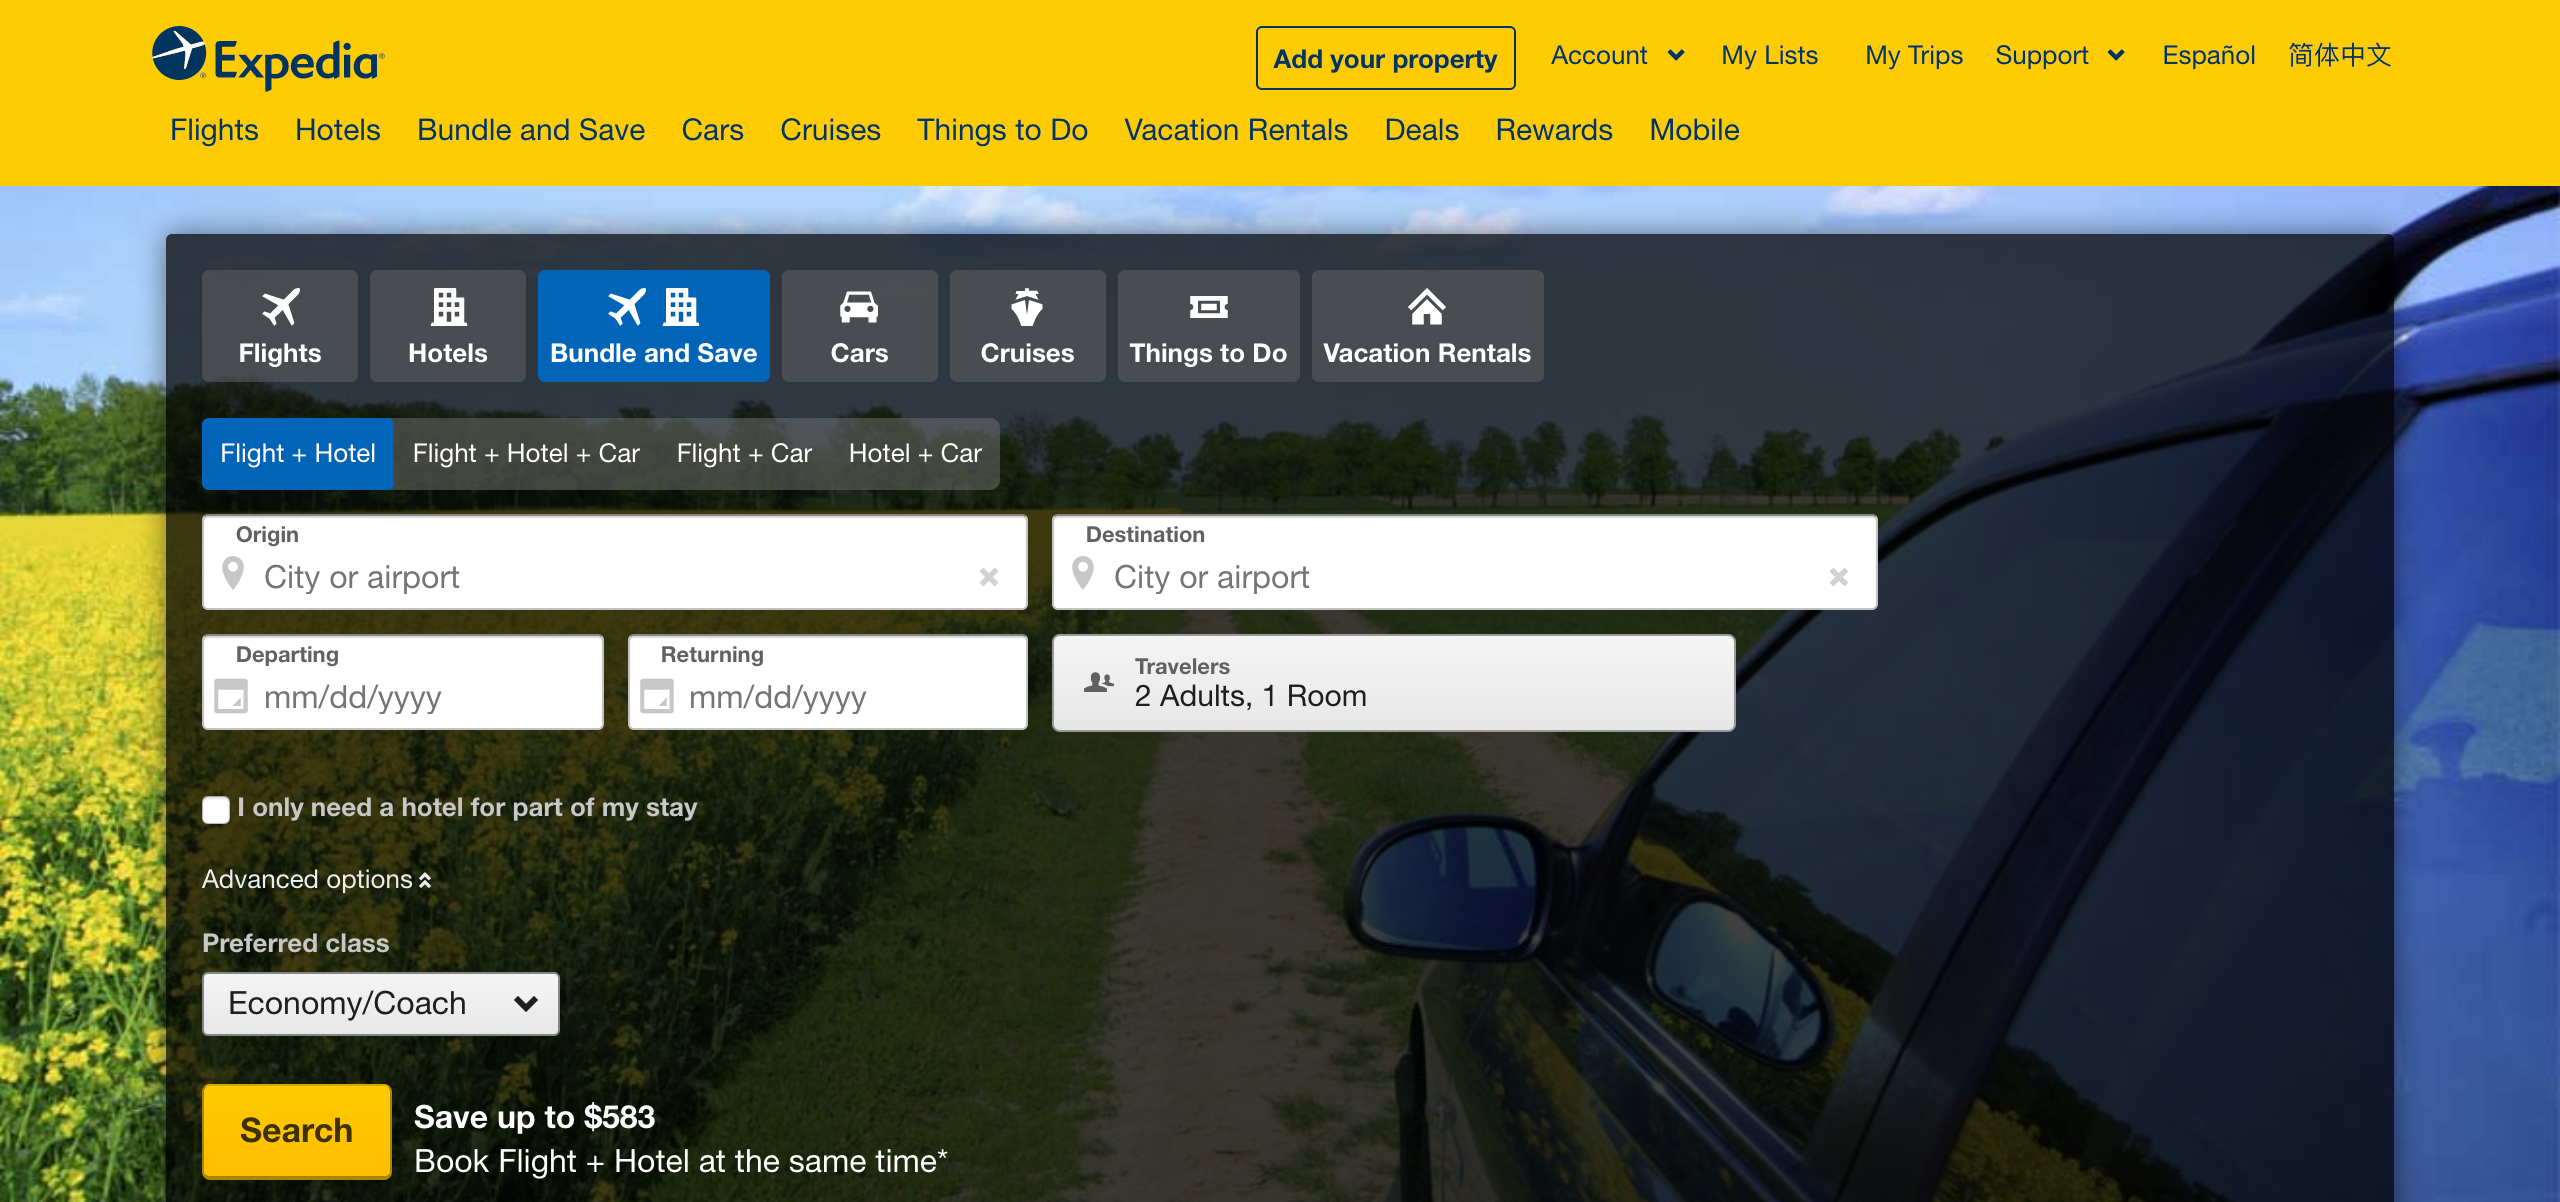 Expedia
Add your property
Account
My Lists
My Trips
Support
Español
简体中文
Flights
Hotels
Bundle and Save
Cars
Cruises
Things to Do
Vacation Rentals
Deals
Rewards
Mobile
Flights
Hotels
Bundle and Save
Cars
Cruises
Things to Do
Vacation Rentals
Flight + Hotel
Flight + Hotel + Car
Flight + Car
Hotel + Car
Origin
City or airport
Destination
City or airport
Departing
mm/dd/yyyy
Returning
mm/dd/yyyy
Travelers
2 Adults, 1 Room
I only need a hotel for part of my stay
Advanced options
Preferred class
Economy/Coach
Search
Save up to $583
Book Flight + Hotel at the same time*